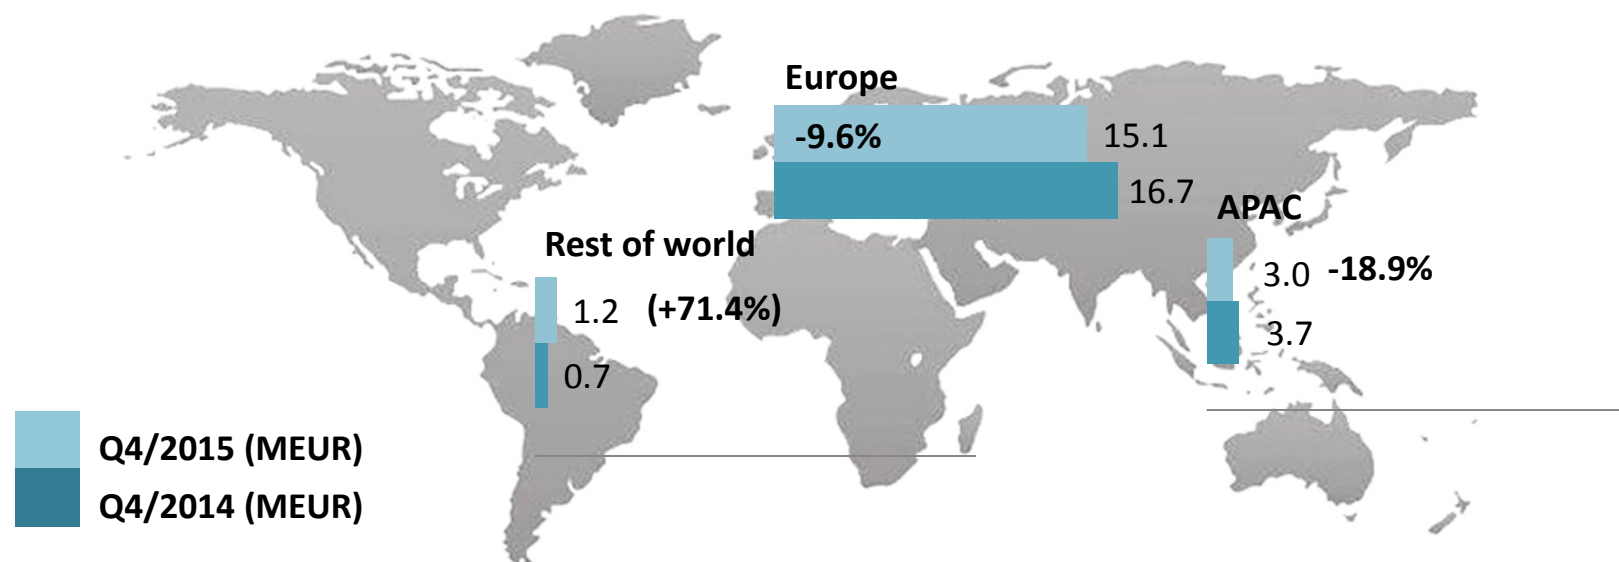 Europe
-9.6% 15.1
16.7
APAC
3.0 -18.9%
3.7
Rest of world
1.2 (+71.4%)
0.7
Q4/2015 (MEUR)
Q4/2014 (MEUR)